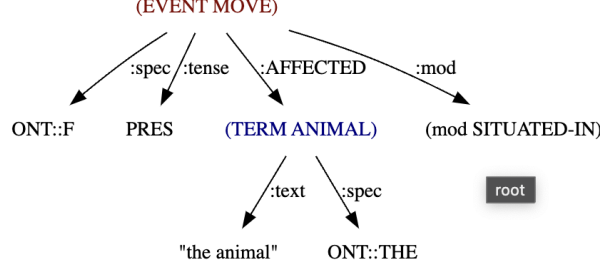 (EVENT MOVE)
:spec :tense :AFFECTED :mod
ONT::F PRES (TERM ANIMAL) (mod SITUATED-IN)
:text :spec root
"the animal" ONT::THE